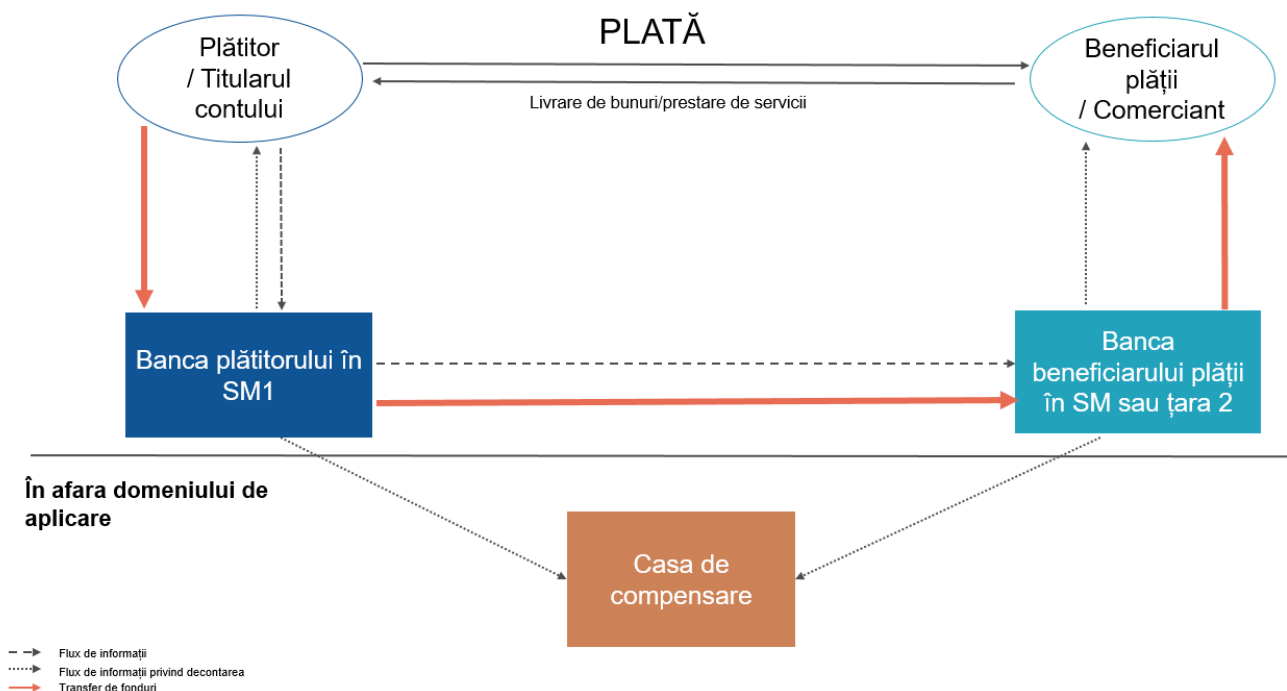 PLATĂ
Plătitor
/ Titularul
contului
Beneficiarul
plății
/ Comerciant
Livrare de bunuri/prestare de servicii
Banca plătitorului în
SM1
Banca
beneficiarului plății
în SM sau țara 2
În afara domeniului de
aplicare
Casa de
compensare
Flux de informații
Flux de informații privind decontarea
Transfer de fonduri